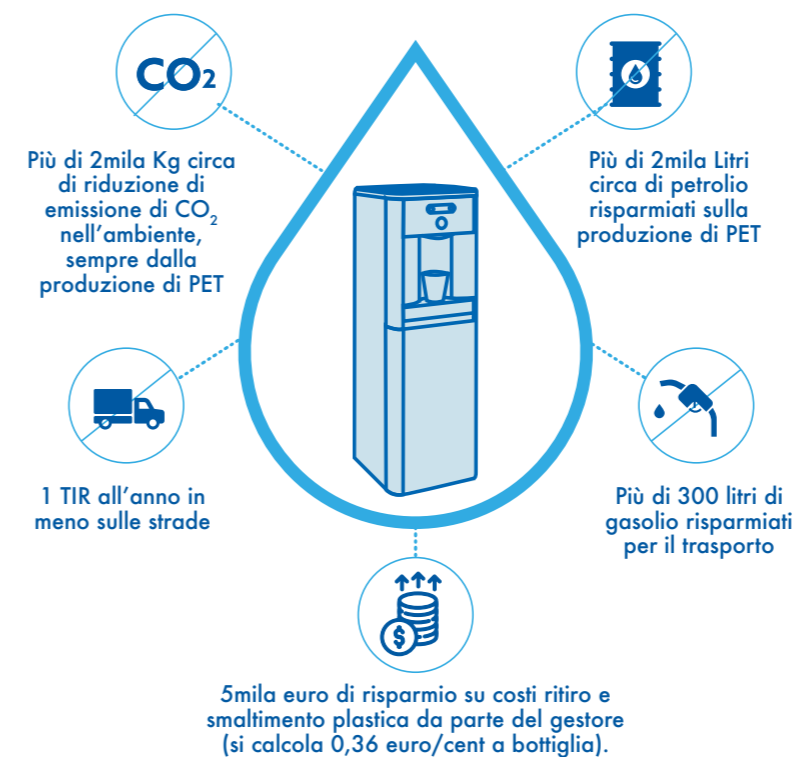 CO2
Più di 2mila Kg circa
di riduzione di
emissione di CO2
nell'ambiente,
sempre dalla
produzione di PET
Più di 2mila Litri
circa di petrolio
risparmiati sulla
produzione di PET
1 TIR all'anno in
meno sulle strade
Più di 300 litri di
gasolio risparmiati
per il trasporto
$
5mila euro di risparmio su costi ritiro e
smaltimento plastica da parte del gestore
(si calcola 0,36 euro/cent a bottiglia).